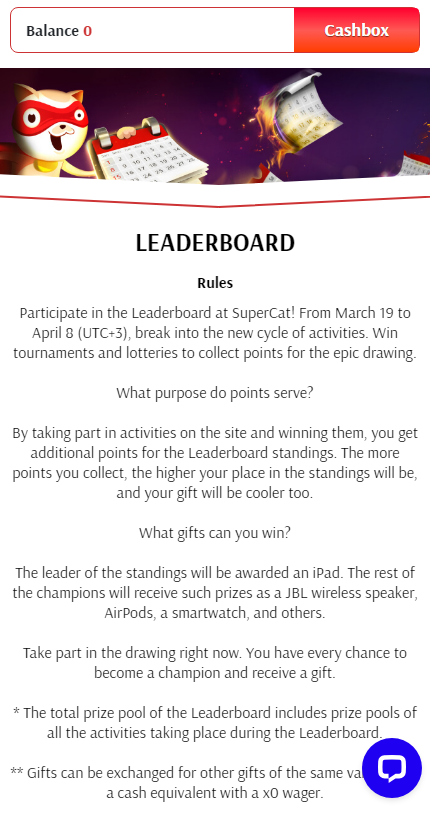 Balance 0
Cashbox
LEADERBOARD
Rules
Participate in the Leaderboard at SuperCat! From March 19 to
April 8 (UTC+3), break into the new cycle of activities. Win
tournaments and lotteries to collect points for the epic drawing.
What purpose do points serve?
By taking part in activities on the site and winning them, you get
additional points for the Leaderboard standings. The more
points you collect, the higher your place in the standings will be,
and your gift will be cooler too.
What gifts can you win?
The leader of the standings will be awarded an iPad. The rest of
the champions will receive such prizes as a JBL wireless speaker,
AirPods, a smartwatch, and others.
Take part in the drawing right now. You have every chance to
become a champion and receive a gift.
* The total prize pool of the Leaderboard includes prize pools of
all the activities taking place during the Leaderboard.
** Gifts can be exchanged for other gifts of the same
a cash equivalent with a x0 wager.